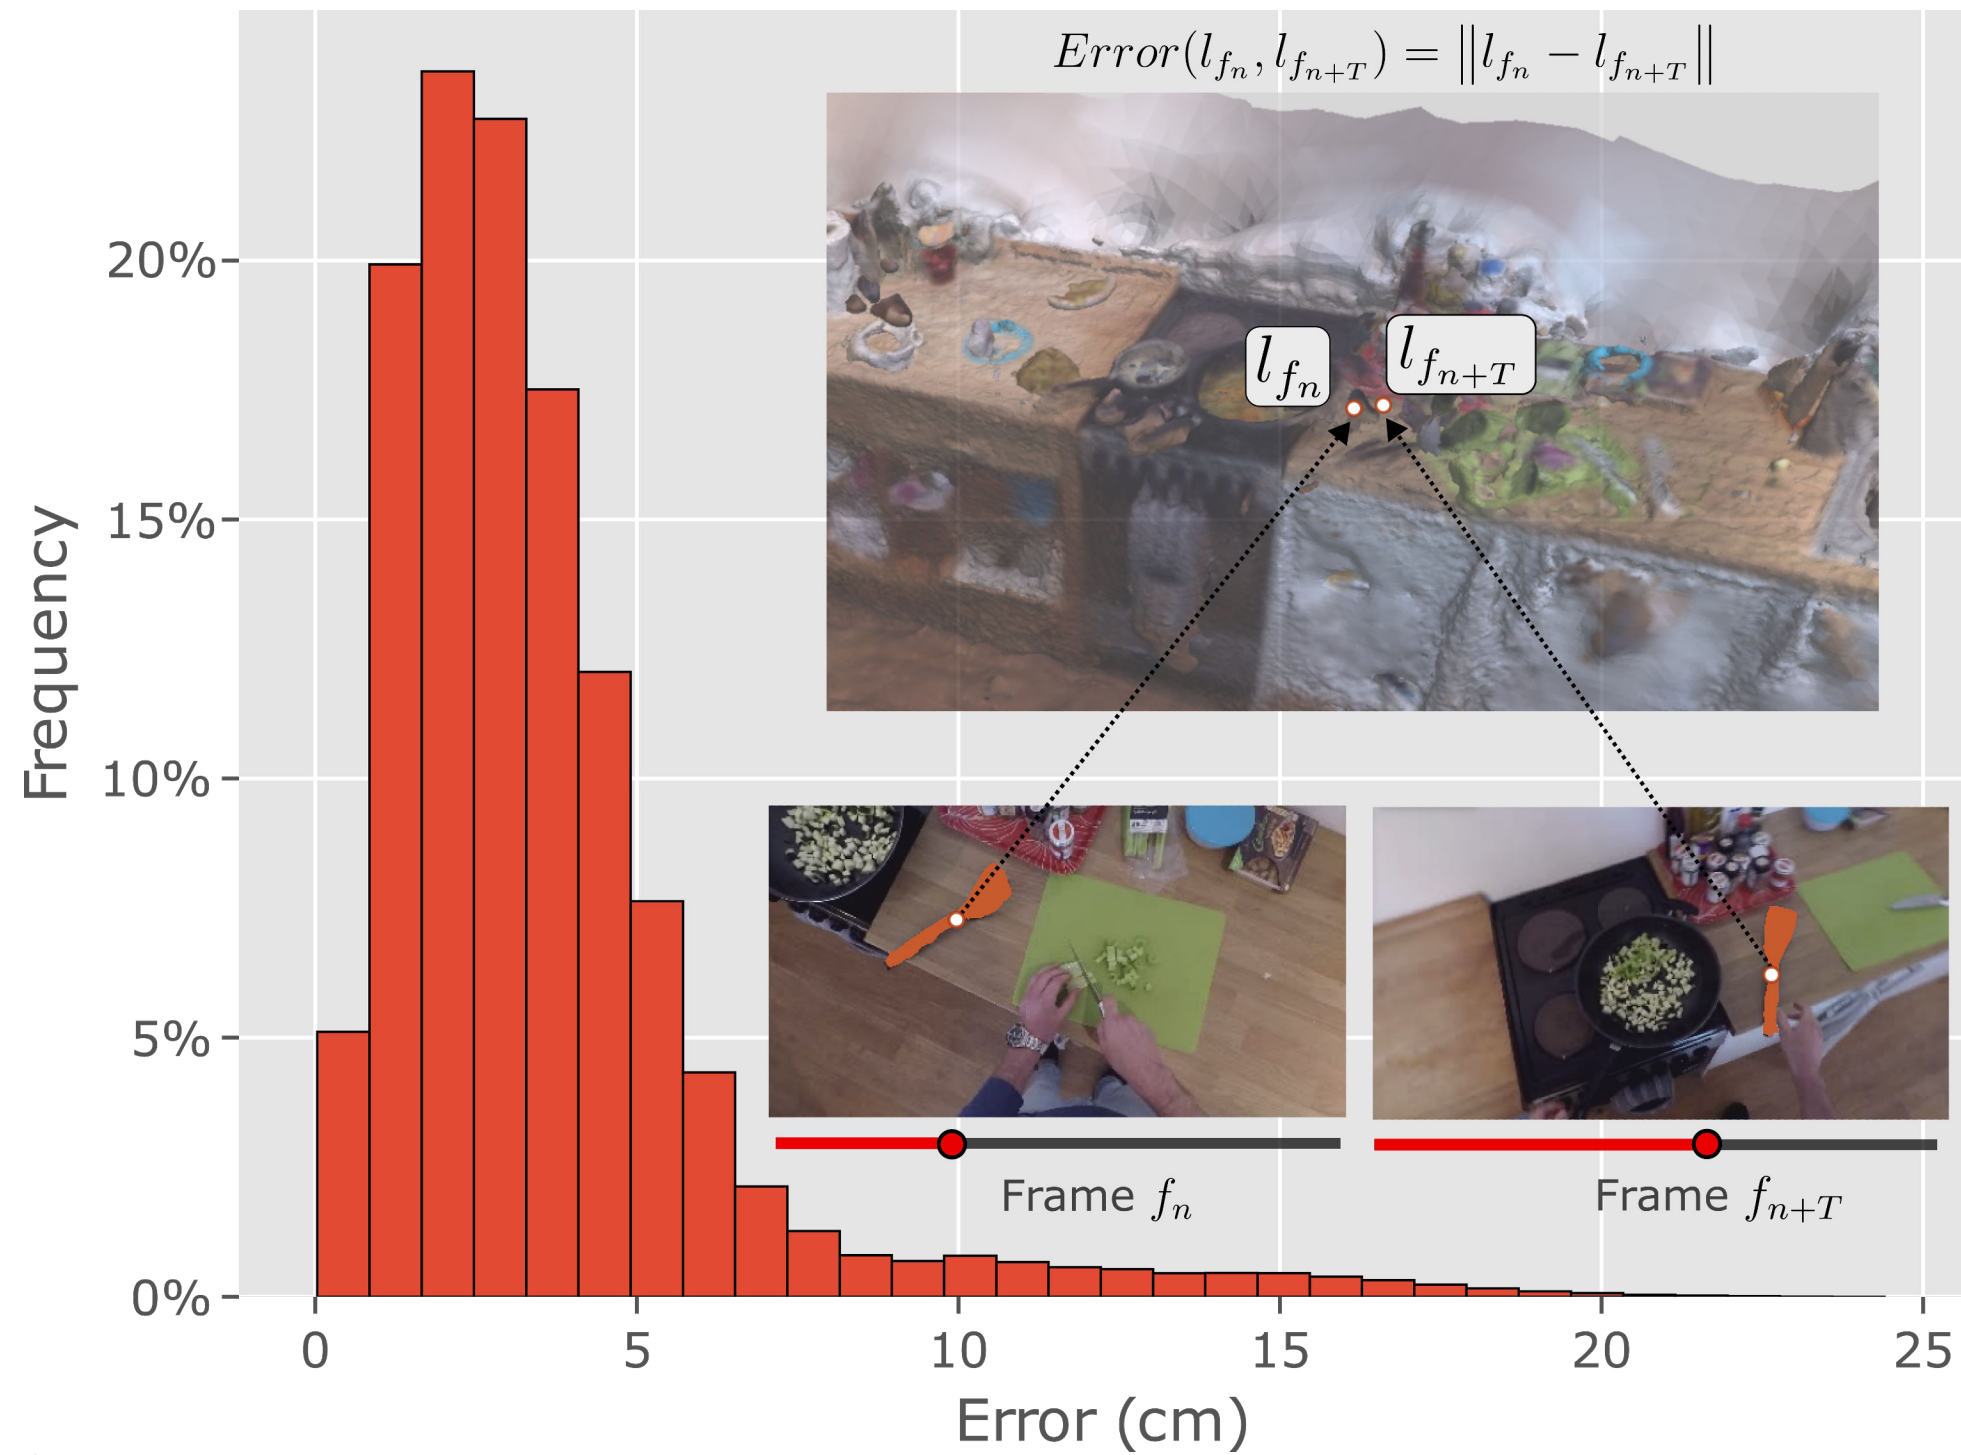 Error(l_{f_n}, l_{f_{n+T}}) = ‖l_{f_n} − l_{f_{n+T}}‖
l_{f_n}
l_{f_{n+T}}
Frequency
20%
15%
10%
5%
0%
Frame f_n
Frame f_{n+T}
0 5 10 15 20 25
Error (cm)